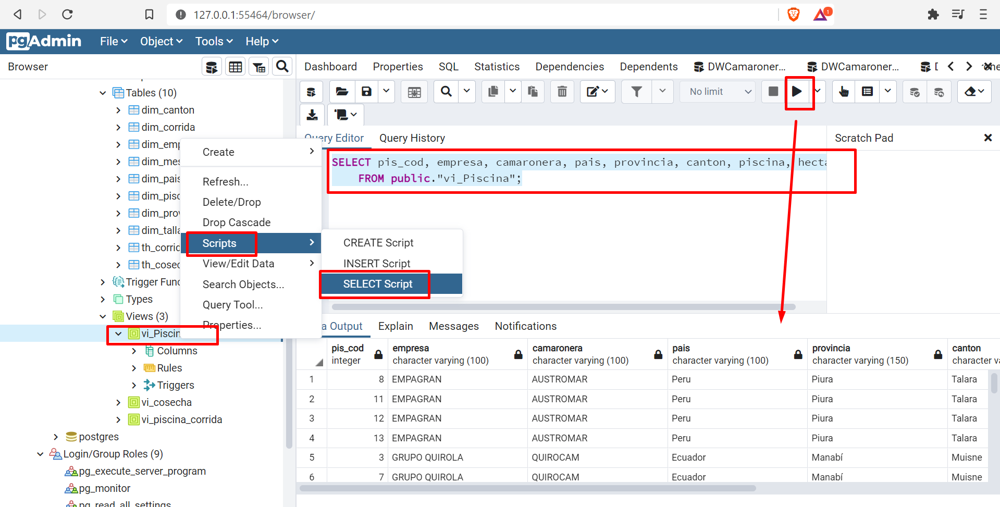 127.0.0.1:55464/browser/
1
pgAdmin
File
Object
Tools
Help
Browser
Dashboard
Properties
SQL
Statistics
Dependencies
Dependents
DWCamaroner...
DWCamaroner...
No limit
Tables (10)
dim_canton
dim_corrida
dim_emp
dim_mes
dim_pais
dim_pisc
dim_prov
dim_talla
th_corrid
th_cosec
Trigger Func
Types
Views (3)
vi_Piscin
Columns
Rules
Triggers
vi_cosecha
vi_piscina_corrida
postgres
Login/Group Roles (9)
pg_execute_server_program
pg_monitor
pg_read_all_settings
Create
Refresh...
Delete/Drop
Drop Cascade
Scripts
View/Edit Data
Search Objects...
Query Tool...
Properties...
CREATE Script
INSERT Script
SELECT Script
Query Editor
Query History
Scratch Pad
SELECT pis_cod, empresa, camaronera, pais, provincia, canton, piscina, hecta
FROM public."vi_Piscina";
a Output
Explain
Messages
Notifications
pis_cod integer
empresa character varying (100)
camaronera character varying (100)
pais character varying (100)
provincia character varying (150)
canton character va
1 8 EMPAGRAN AUSTROMAR Peru Piura Talara
2 11 EMPAGRAN AUSTROMAR Peru Piura Talara
3 12 EMPAGRAN AUSTROMAR Peru Piura Talara
4 13 EMPAGRAN AUSTROMAR Peru Piura Talara
5 3 GRUPO QUIROLA QUIROCAM Ecuador Manabí Muisne
6 7 GRUPO QUIROLA QUIROCAM Ecuador Manabí Muisne